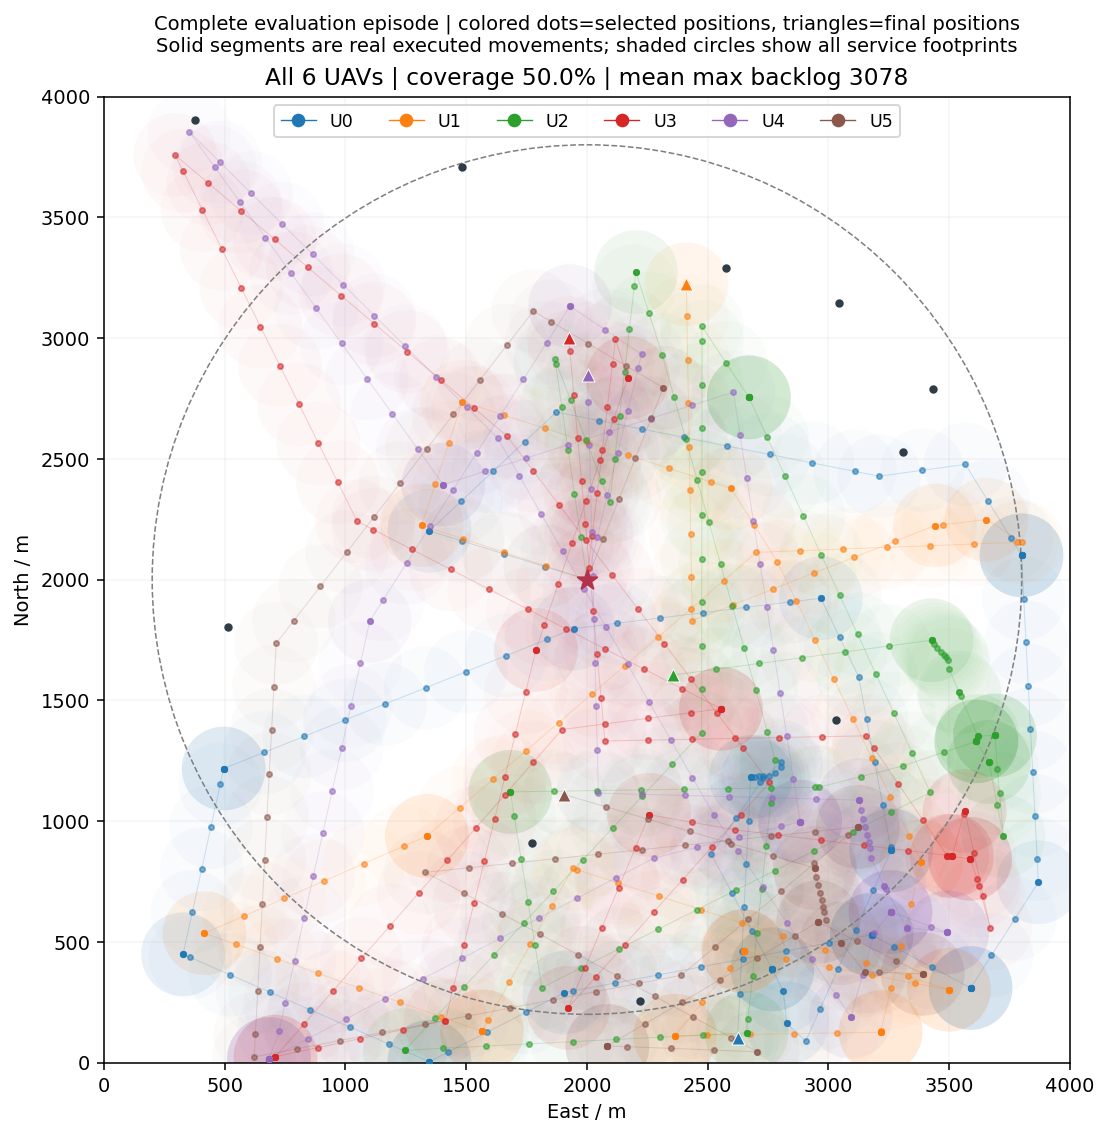 Complete evaluation episode | colored dots=selected positions, triangles=final positions
Solid segments are real executed movements; shaded circles show all service footprints
All 6 UAVs | coverage 50.0% | mean max backlog 3078
U0 U1 U2 U3 U4 U5
4000
3500
3000
2500
2000
1500
1000
500
0
North / m
0 500 1000 1500 2000 2500 3000 3500 4000
East / m